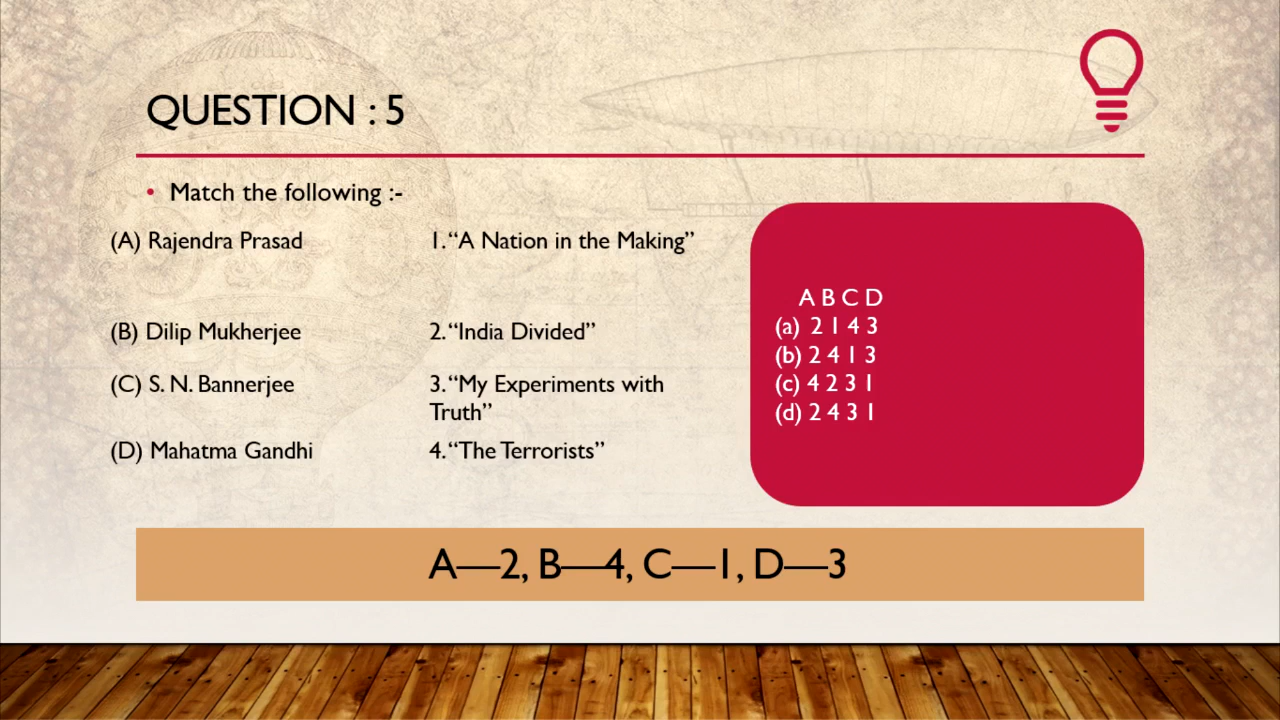 QUESTION : 5
• Match the following :-
(A) Rajendra Prasad
1.“A Nation in the Making”
(B) Dilip Mukherjee
2.“India Divided”
(C) S. N. Bannerjee
3.“My Experiments with
Truth”
(D) Mahatma Gandhi
4.“The Terrorists”
A B C D
(a) 2 1 4 3
(b) 2 4 1 3
(c) 4 2 3 1
(d) 2 4 3 1
A—2, B—4, C—1, D—3